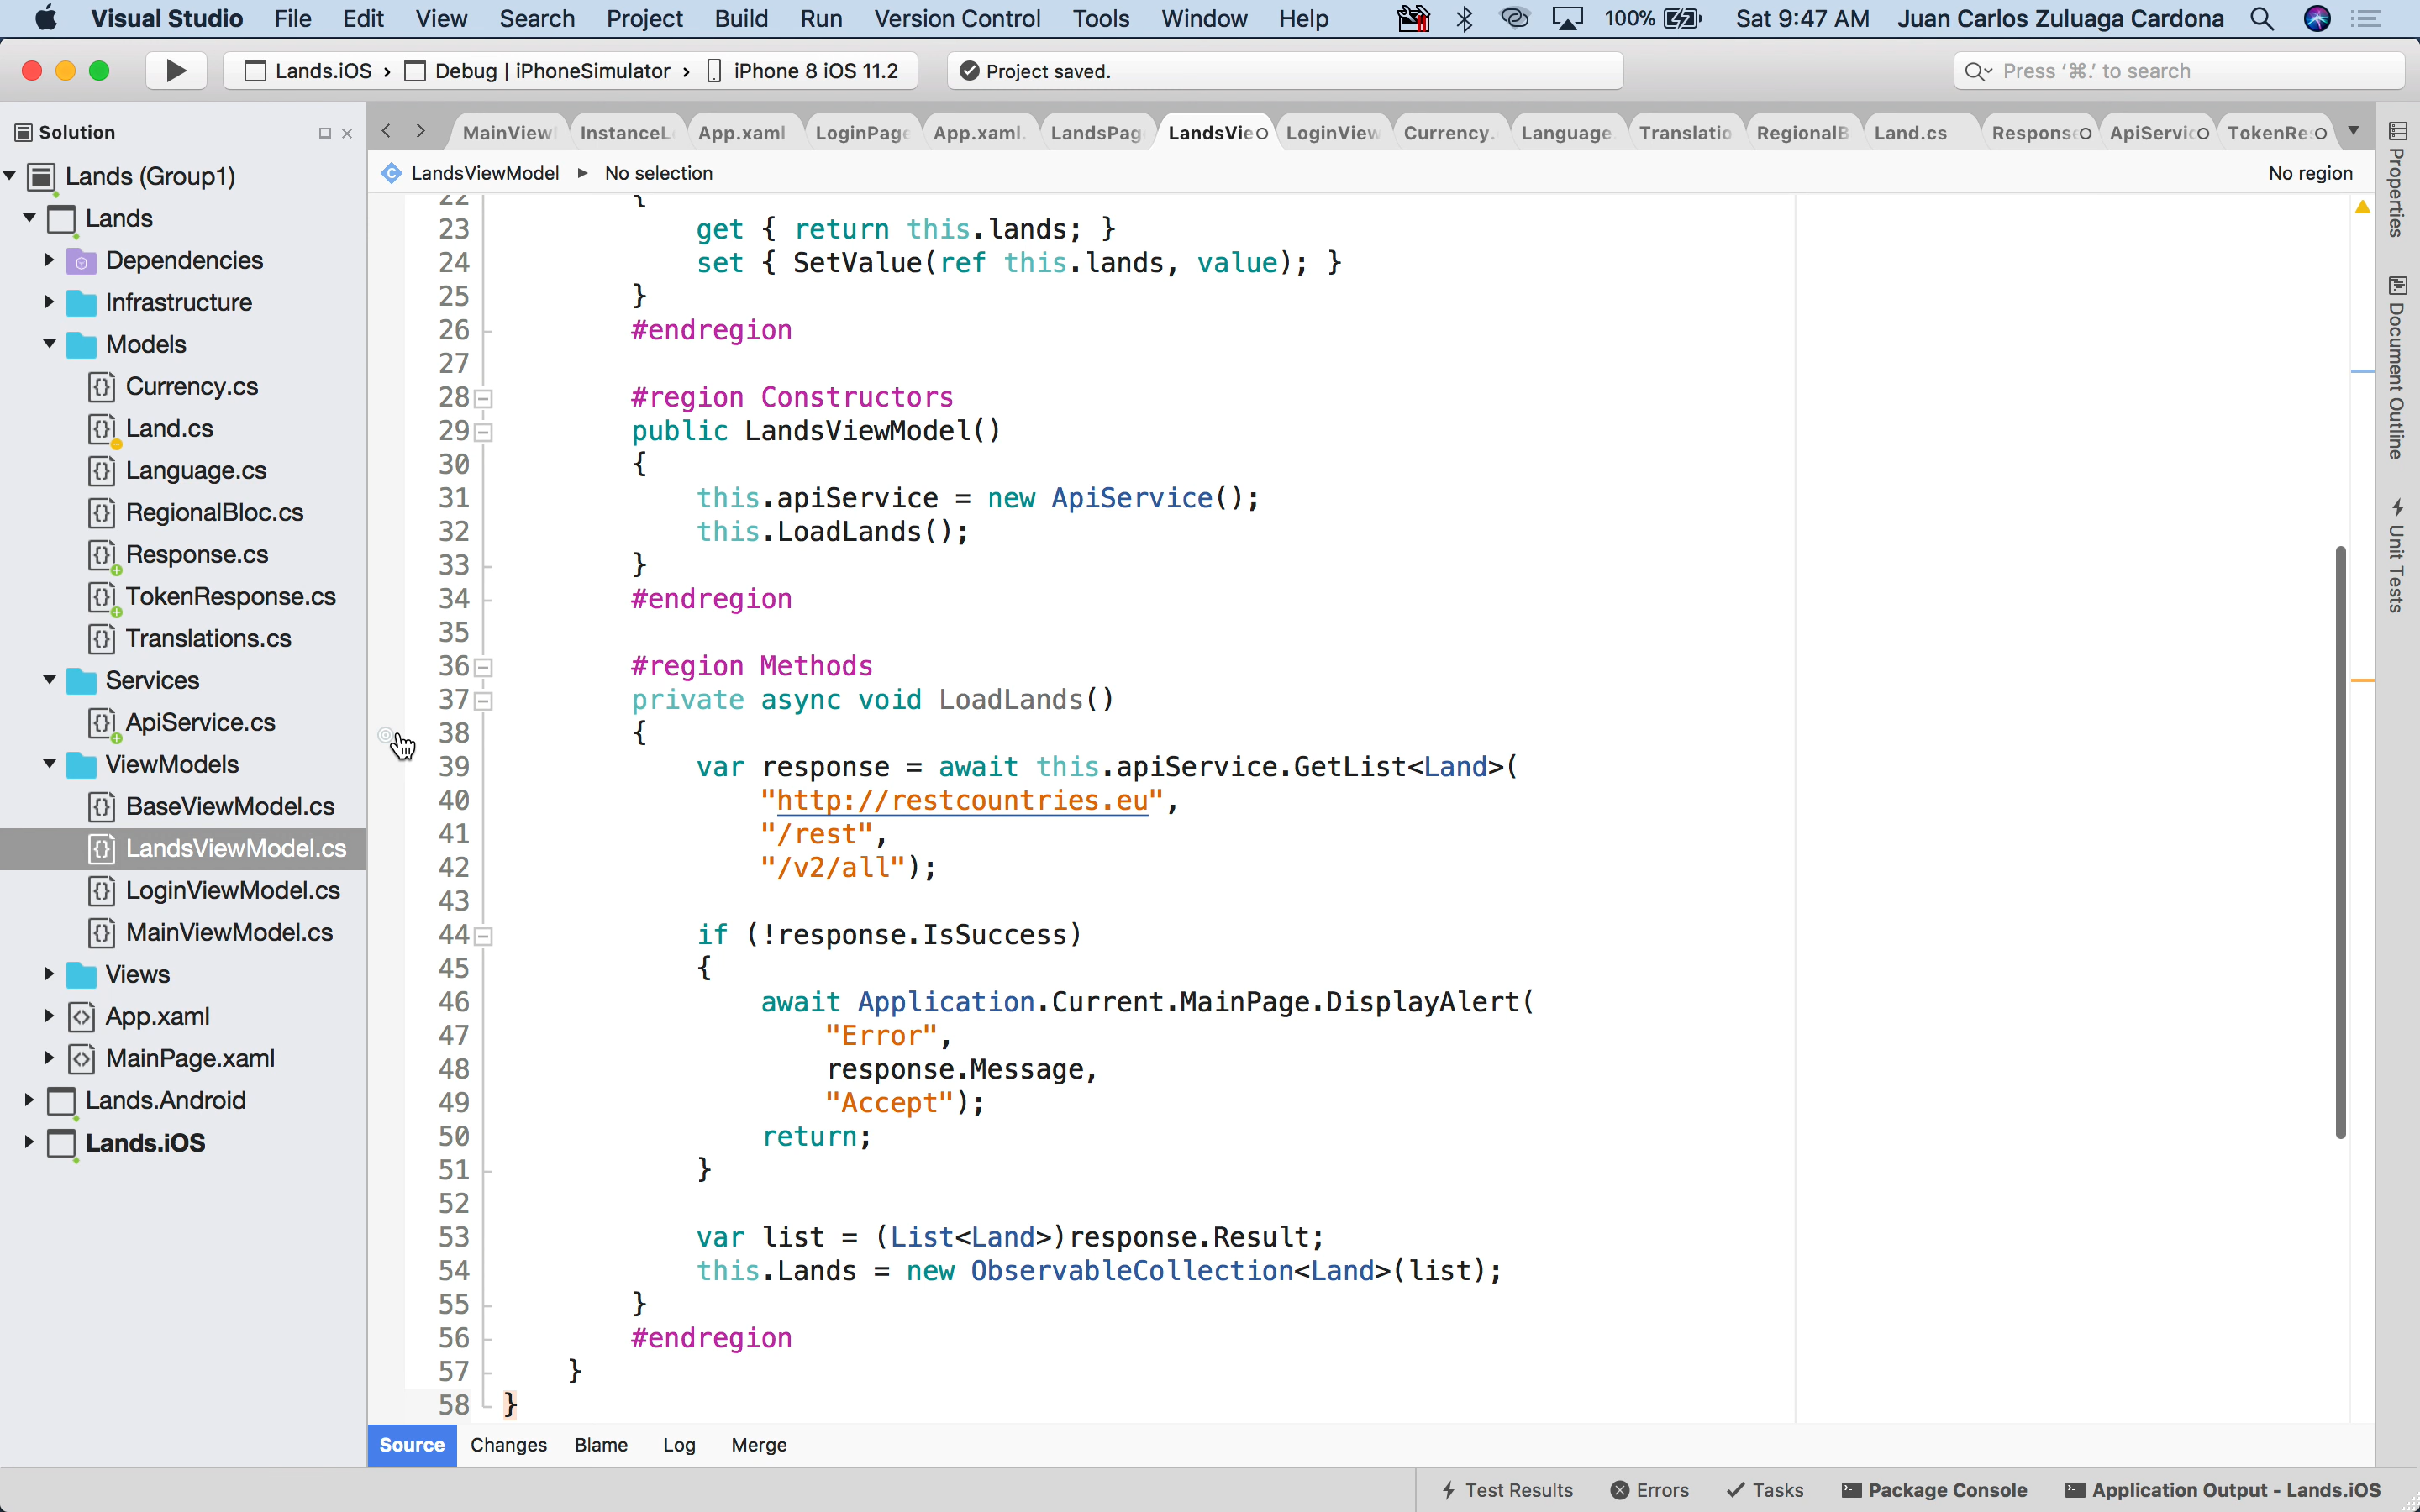 Visual Studio File Edit View Search Project Build Run Version Control Tools Window Help 100% Sat 9:47 AM Juan Carlos Zuluaga Cardona
Lands.iOS › Debug | iPhoneSimulator › iPhone 8 iOS 11.2 Project saved. Press ‘⌘.’ to search
Solution
MainView InstanceL App.xaml LoginPage App.xaml. LandsPag LandsVie LoginView Currency. Language. Translatio RegionalB Land.cs Response ApiServic TokenRes
LandsViewModel ▸ No selection No region
Lands (Group1)
Lands
Dependencies
Infrastructure
Models
Currency.cs
Land.cs
Language.cs
RegionalBloc.cs
Response.cs
TokenResponse.cs
Translations.cs
Services
ApiService.cs
ViewModels
BaseViewModel.cs
LandsViewModel.cs
LoginViewModel.cs
MainViewModel.cs
Views
App.xaml
MainPage.xaml
Lands.Android
Lands.iOS
22 {
23 get { return this.lands; }
24 set { SetValue(ref this.lands, value); }
25 }
26 #endregion
27
28 #region Constructors
29 public LandsViewModel()
30 {
31 this.apiService = new ApiService();
32 this.LoadLands();
33 }
34 #endregion
35
36 #region Methods
37 private async void LoadLands()
38 {
39 var response = await this.apiService.GetList<Land>(
40 "http://restcountries.eu",
41 "/rest",
42 "/v2/all");
43
44 if (!response.IsSuccess)
45 {
46 await Application.Current.MainPage.DisplayAlert(
47 "Error",
48 response.Message,
49 "Accept");
50 return;
51 }
52
53 var list = (List<Land>)response.Result;
54 this.Lands = new ObservableCollection<Land>(list);
55 }
56 #endregion
57 }
58 }
Properties
Document Outline
Unit Tests
Source Changes Blame Log Merge
Test Results Errors Tasks Package Console Application Output - Lands.iOS